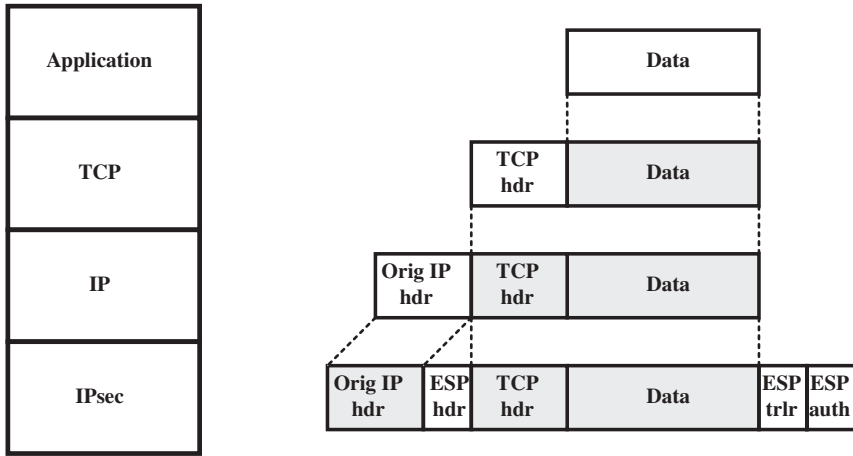 Application
Data
TCP
TCP
hdr
Data
IP
Orig IP
hdr
TCP
hdr
Data
IPsec
Orig IP
hdr
ESP
hdr
TCP
hdr
Data
ESP
trlr
ESP
auth